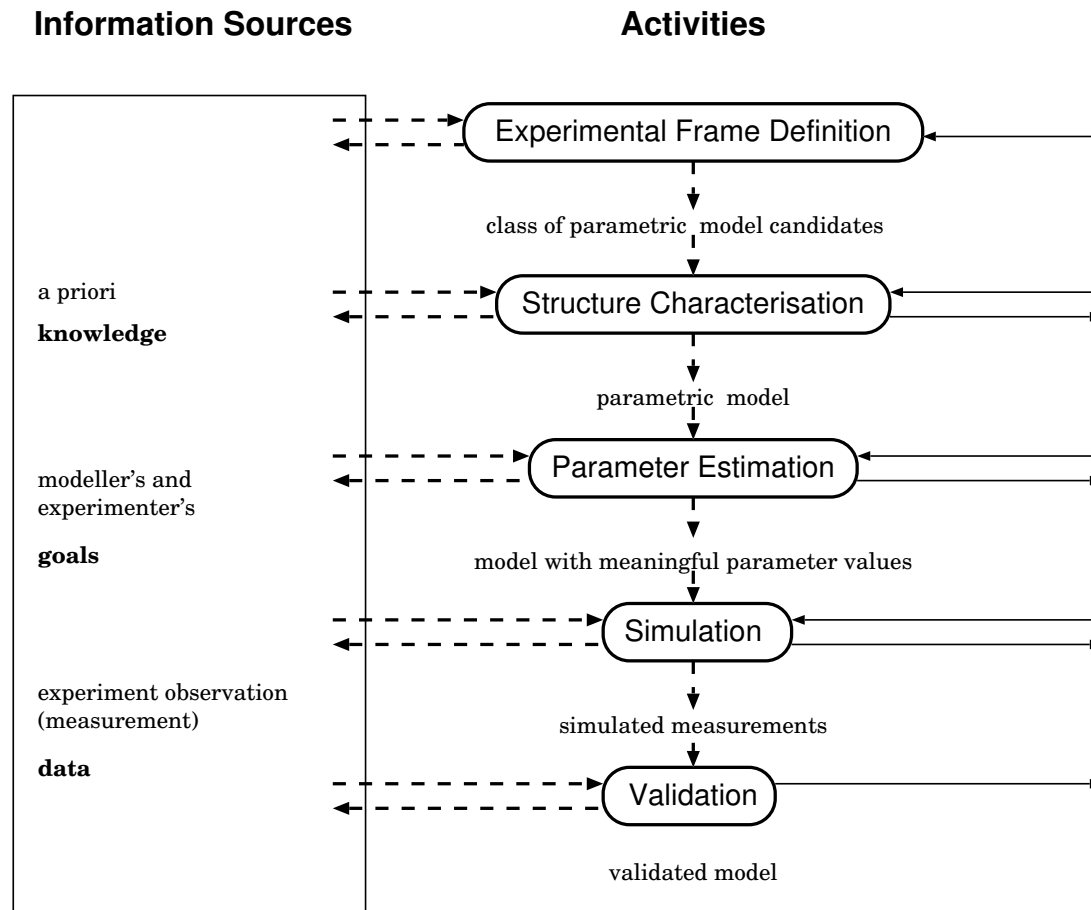 Information Sources
Activities
Experimental Frame Definition
class of parametric model candidates
a priori
knowledge
Structure Characterisation
parametric model
modeller's and
experimenter's
goals
Parameter Estimation
model with meaningful parameter values
Simulation
experiment observation
(measurement)
data
simulated measurements
Validation
validated model